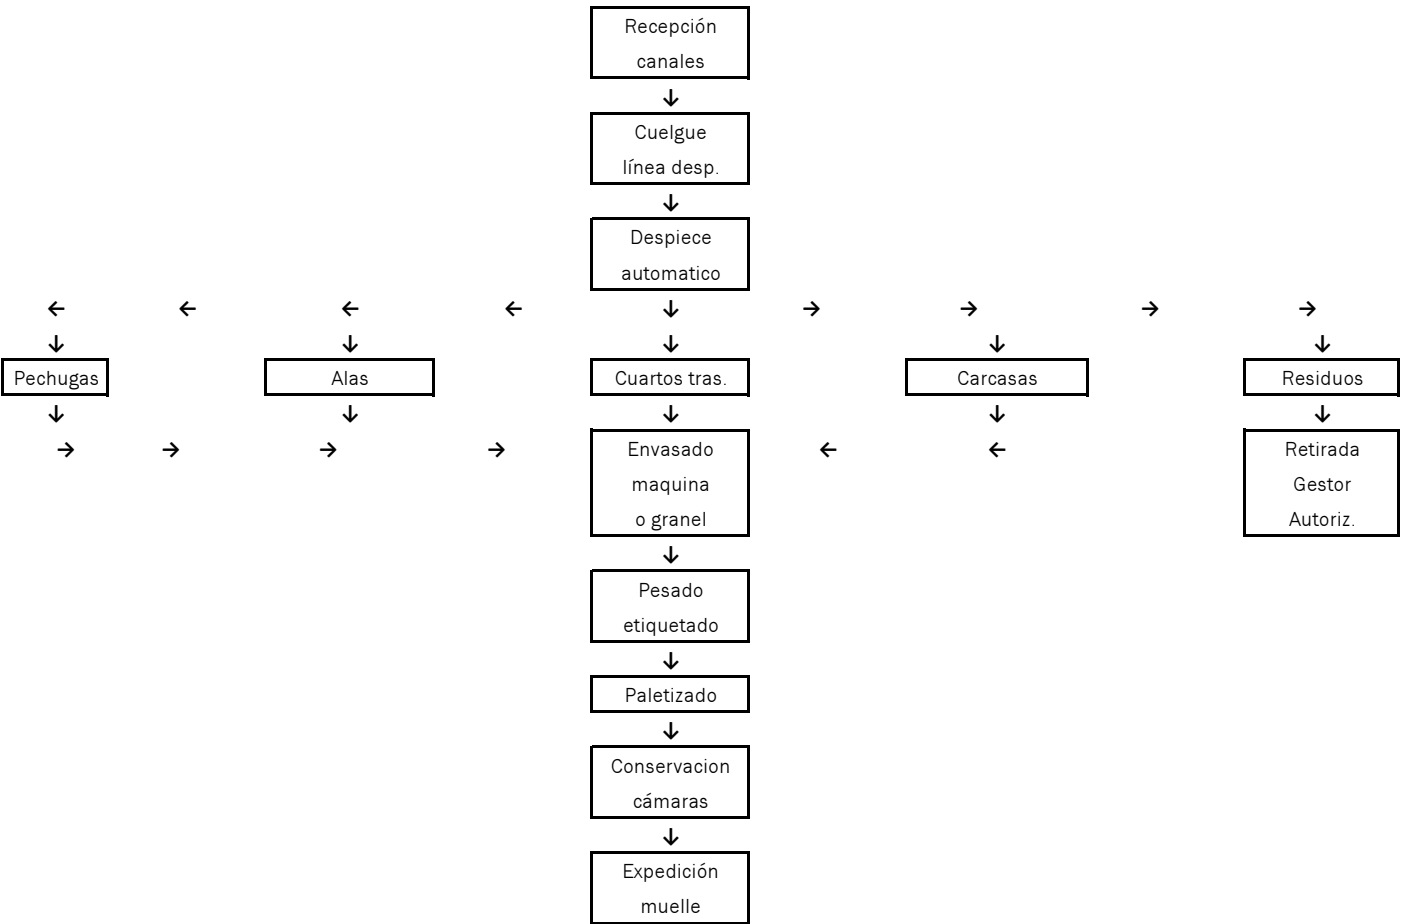 Recepción
canales
↓
Cuelgue
línea desp.
↓
Despiece
automatico
← ← ← ← ↓ → → → →
↓ ↓ ↓ ↓ ↓
Pechugas Alas Cuartos tras. Carcasas Residuos
↓ ↓ ↓ ↓ ↓
→ → → → Envasado ← ← Retirada
maquina Gestor
o granel Autoriz.
↓
Pesado
etiquetado
↓
Paletizado
↓
Conservacion
cámaras
↓
Expedición
muelle